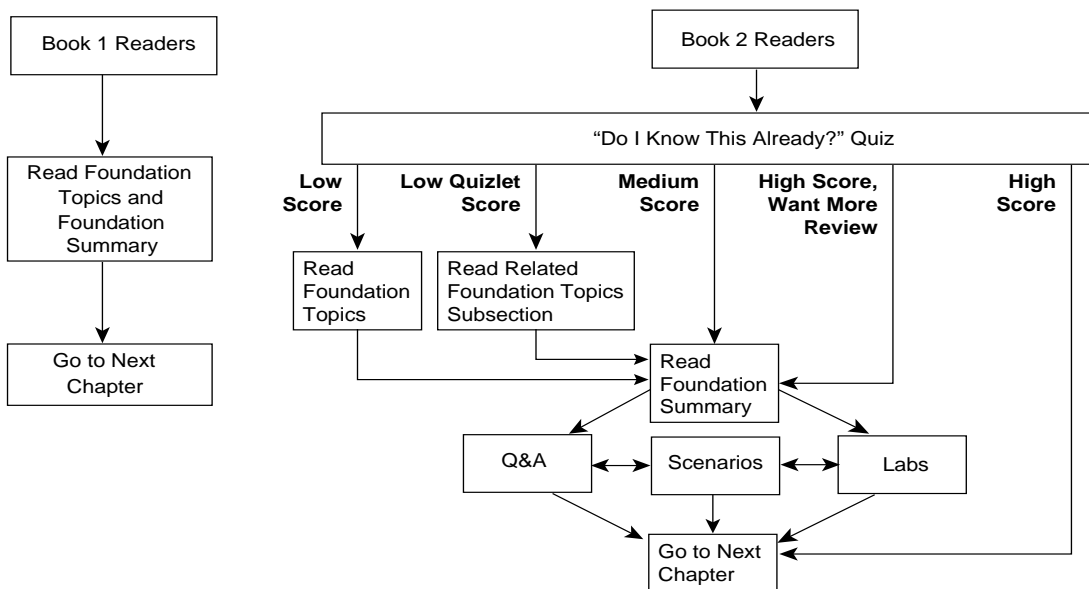 Book 1 Readers
Read Foundation
Topics and
Foundation
Summary
Go to Next
Chapter
Book 2 Readers
“Do I Know This Already?” Quiz
Low
Score
Low Quizlet
Score
Medium
Score
High Score,
Want More
Review
High
Score
Read
Foundation
Topics
Read Related
Foundation Topics
Subsection
Read
Foundation
Summary
Q&A
Scenarios
Labs
Go to Next
Chapter